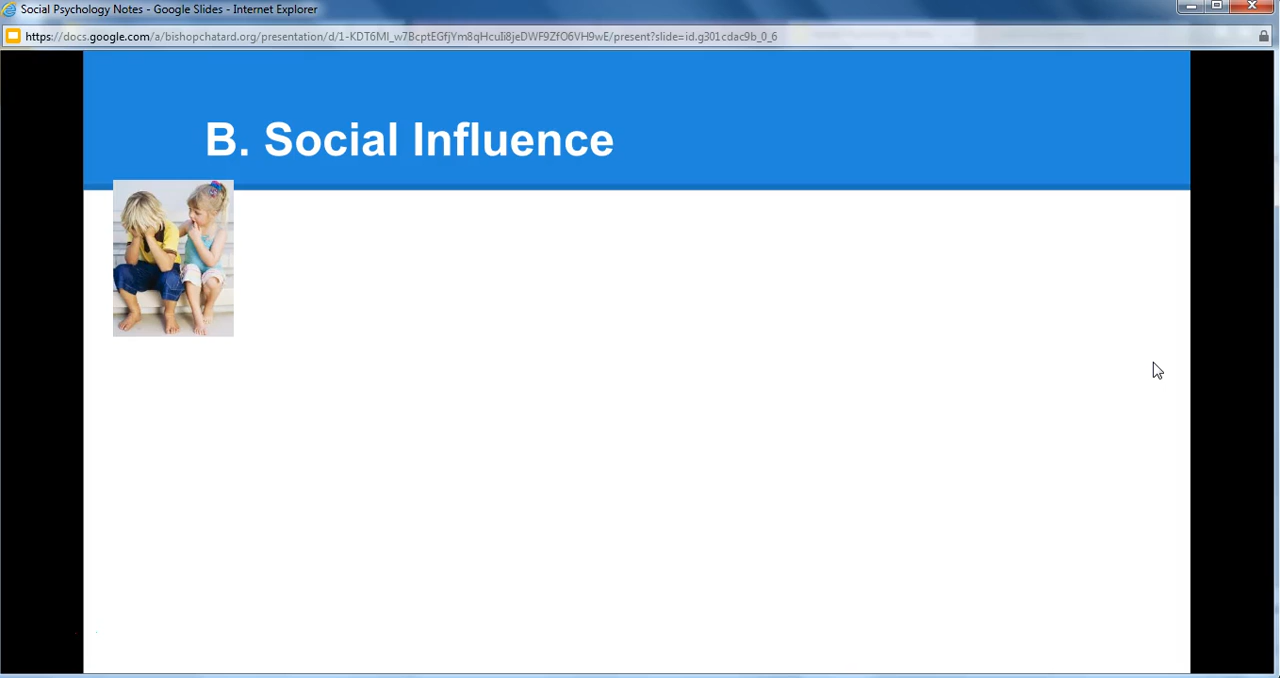 Social Psychology Notes - Google Slides - Internet Explorer
https://docs.google.com/a/bishopchatard.org/presentation/d/1-KDT6MI_w7BcptEGfjYm8qHcuIi8jeDWF9ZfO6VH9wE/present?slide=id.g301cdac9b_0_6
B. Social Influence